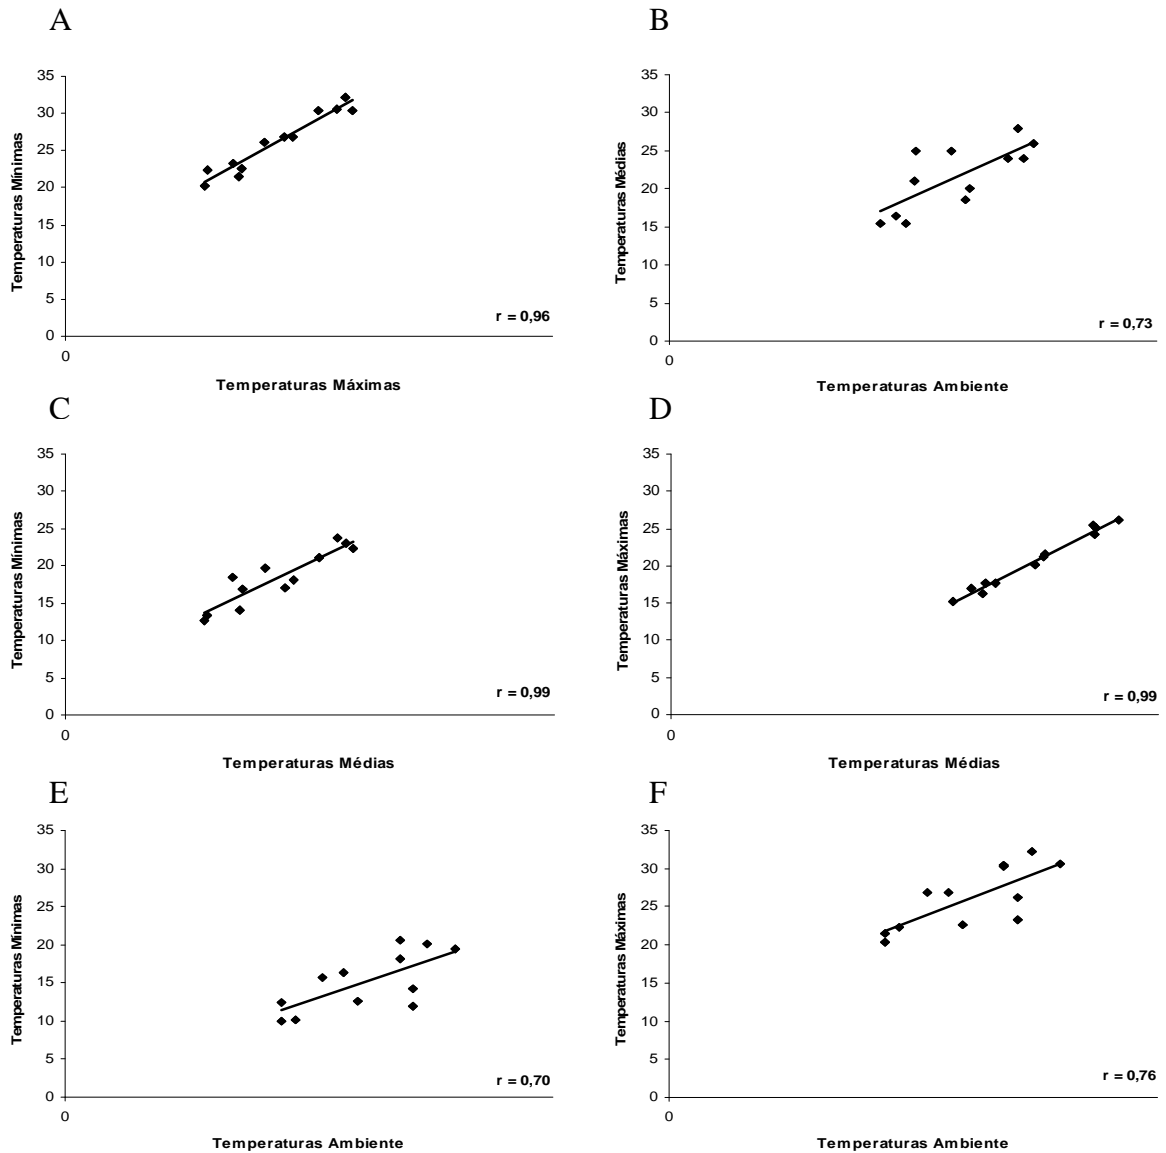 A
35
30
25
20
15
10
5
0
0
Temperaturas Mínimas
Temperaturas Máximas
r = 0,96
B
35
30
25
20
15
10
5
0
0
Temperaturas Médias
Temperaturas Ambiente
r = 0,73
C
35
30
25
20
15
10
5
0
0
Temperaturas Mínimas
Temperaturas Médias
r = 0,99
D
35
30
25
20
15
10
5
0
0
Temperaturas Máximas
Temperaturas Médias
r = 0,99
E
35
30
25
20
15
10
5
0
0
Temperaturas Mínimas
Temperaturas Ambiente
r = 0,70
F
35
30
25
20
15
10
5
0
0
Temperaturas Máximas
Temperaturas Ambiente
r = 0,76